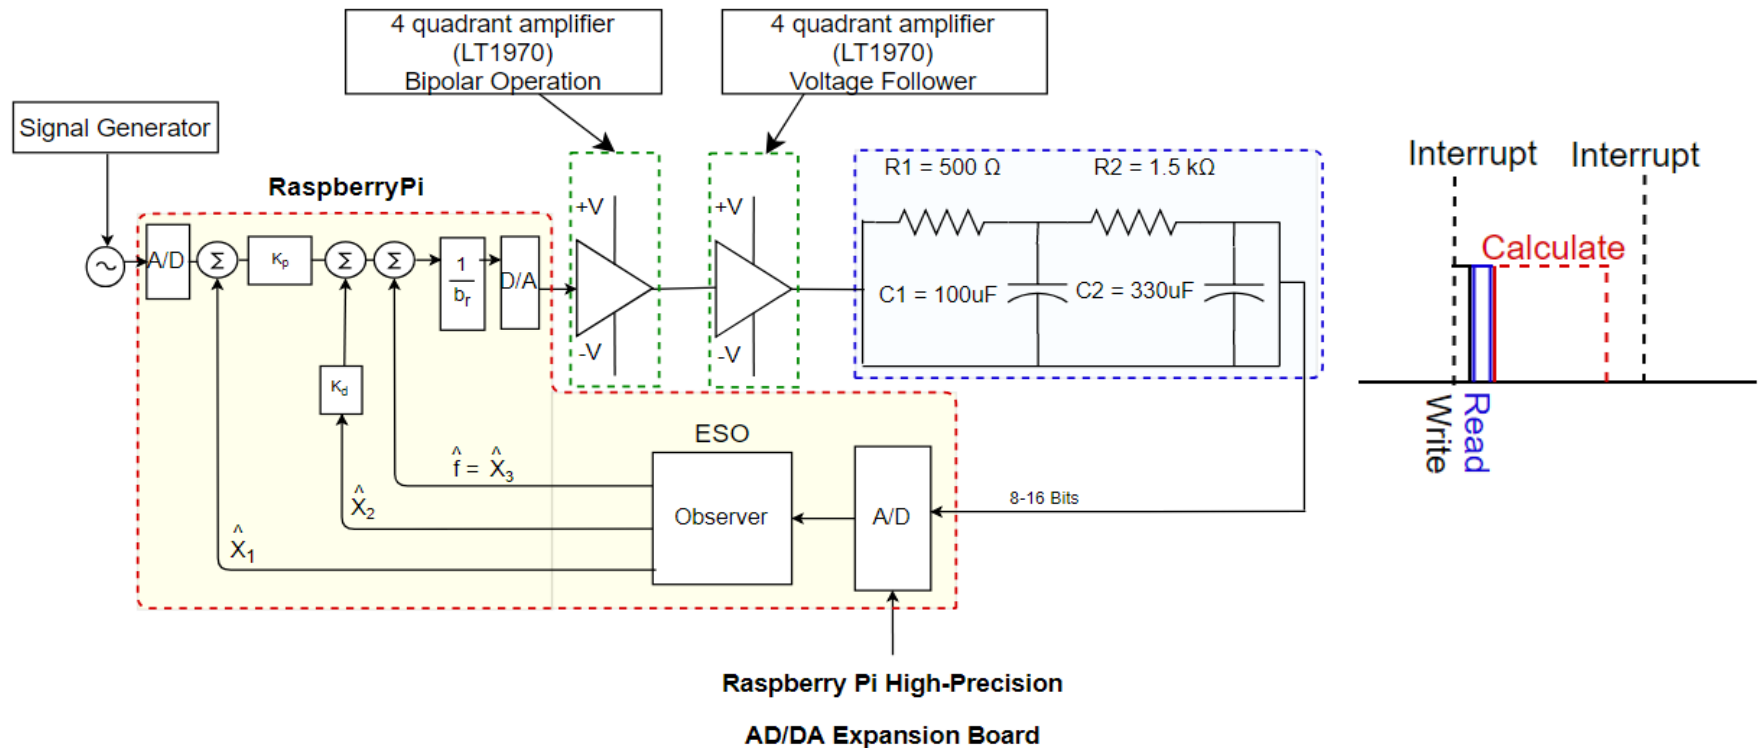 4 quadrant amplifier
(LT1970)
Bipolar Operation
4 quadrant amplifier
(LT1970)
Voltage Follower
Signal Generator
RaspberryPi
A/D
Σ
Kp
Σ
Σ
1
br
D/A
+V
-V
+V
-V
R1 = 500 Ω
R2 = 1.5 kΩ
C1 = 100uF
C2 = 330uF
Kd
ESO
f̂ = X̂3
X̂2
X̂1
Observer
A/D
8-16 Bits
Raspberry Pi High-Precision
AD/DA Expansion Board
Interrupt
Interrupt
Calculate
Write
Read